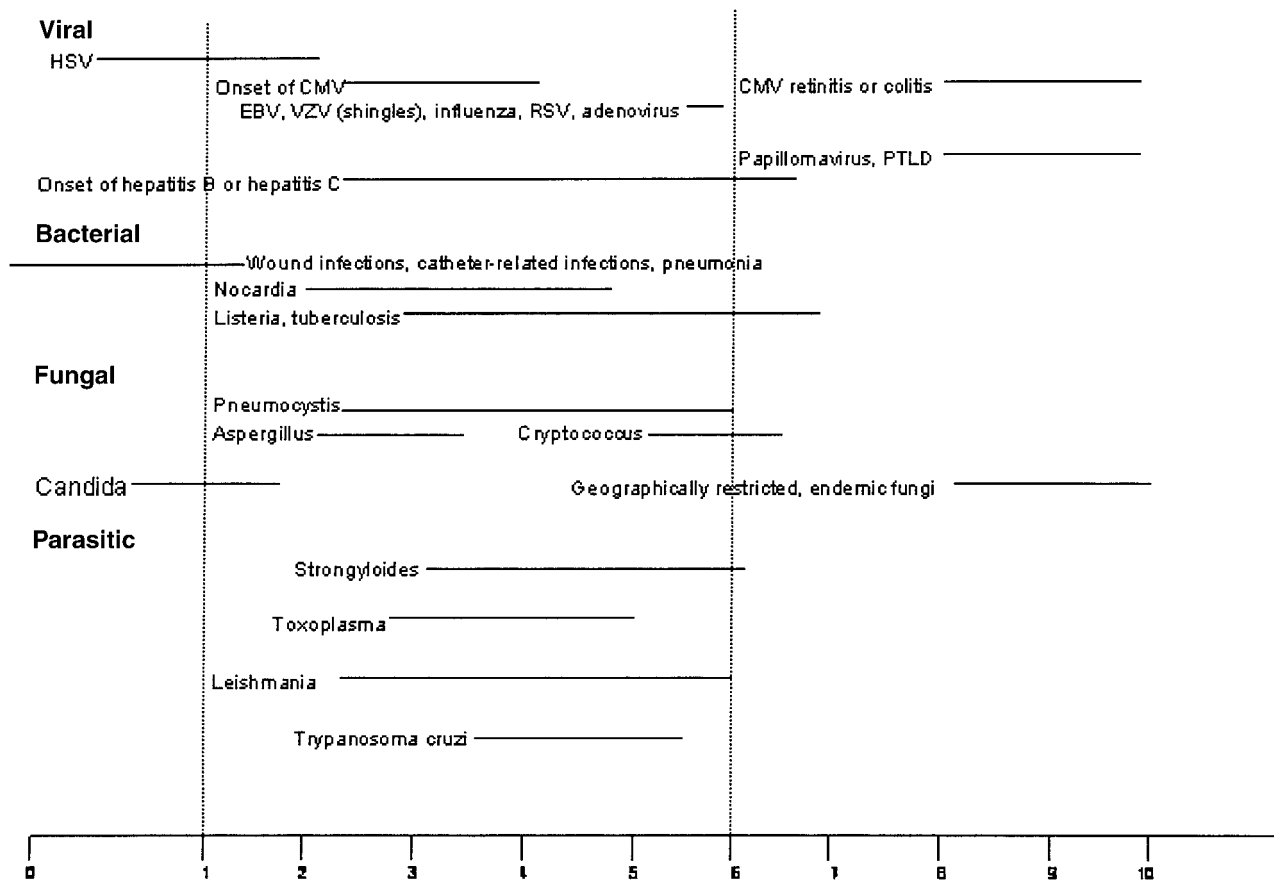 Viral
HSV
Onset of CMV
CMV retinitis or colitis
EBV, VZV (shingles), influenza, RSV, adenovirus
Papillomavirus, PTLD
Onset of hepatitis B or hepatitis C
Bacterial
Wound infections, catheter-related infections, pneumonia
Nocardia
Listeria, tuberculosis
Fungal
Pneumocystis
Aspergillus
Cryptococcus
Candida
Geographically restricted, endemic fungi
Parasitic
Strongyloides
Toxoplasma
Leishmania
Trypanosoma cruzi
0 1 2 3 4 5 6 7 8 9 10